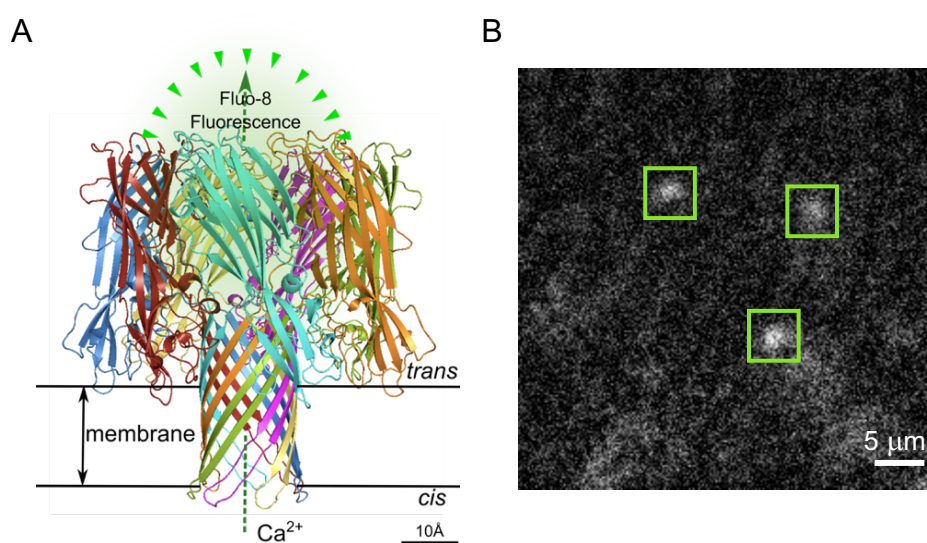 A
B
Fluo-8
Fluorescence
trans
membrane
cis
Ca²⁺
10Å
5 μm